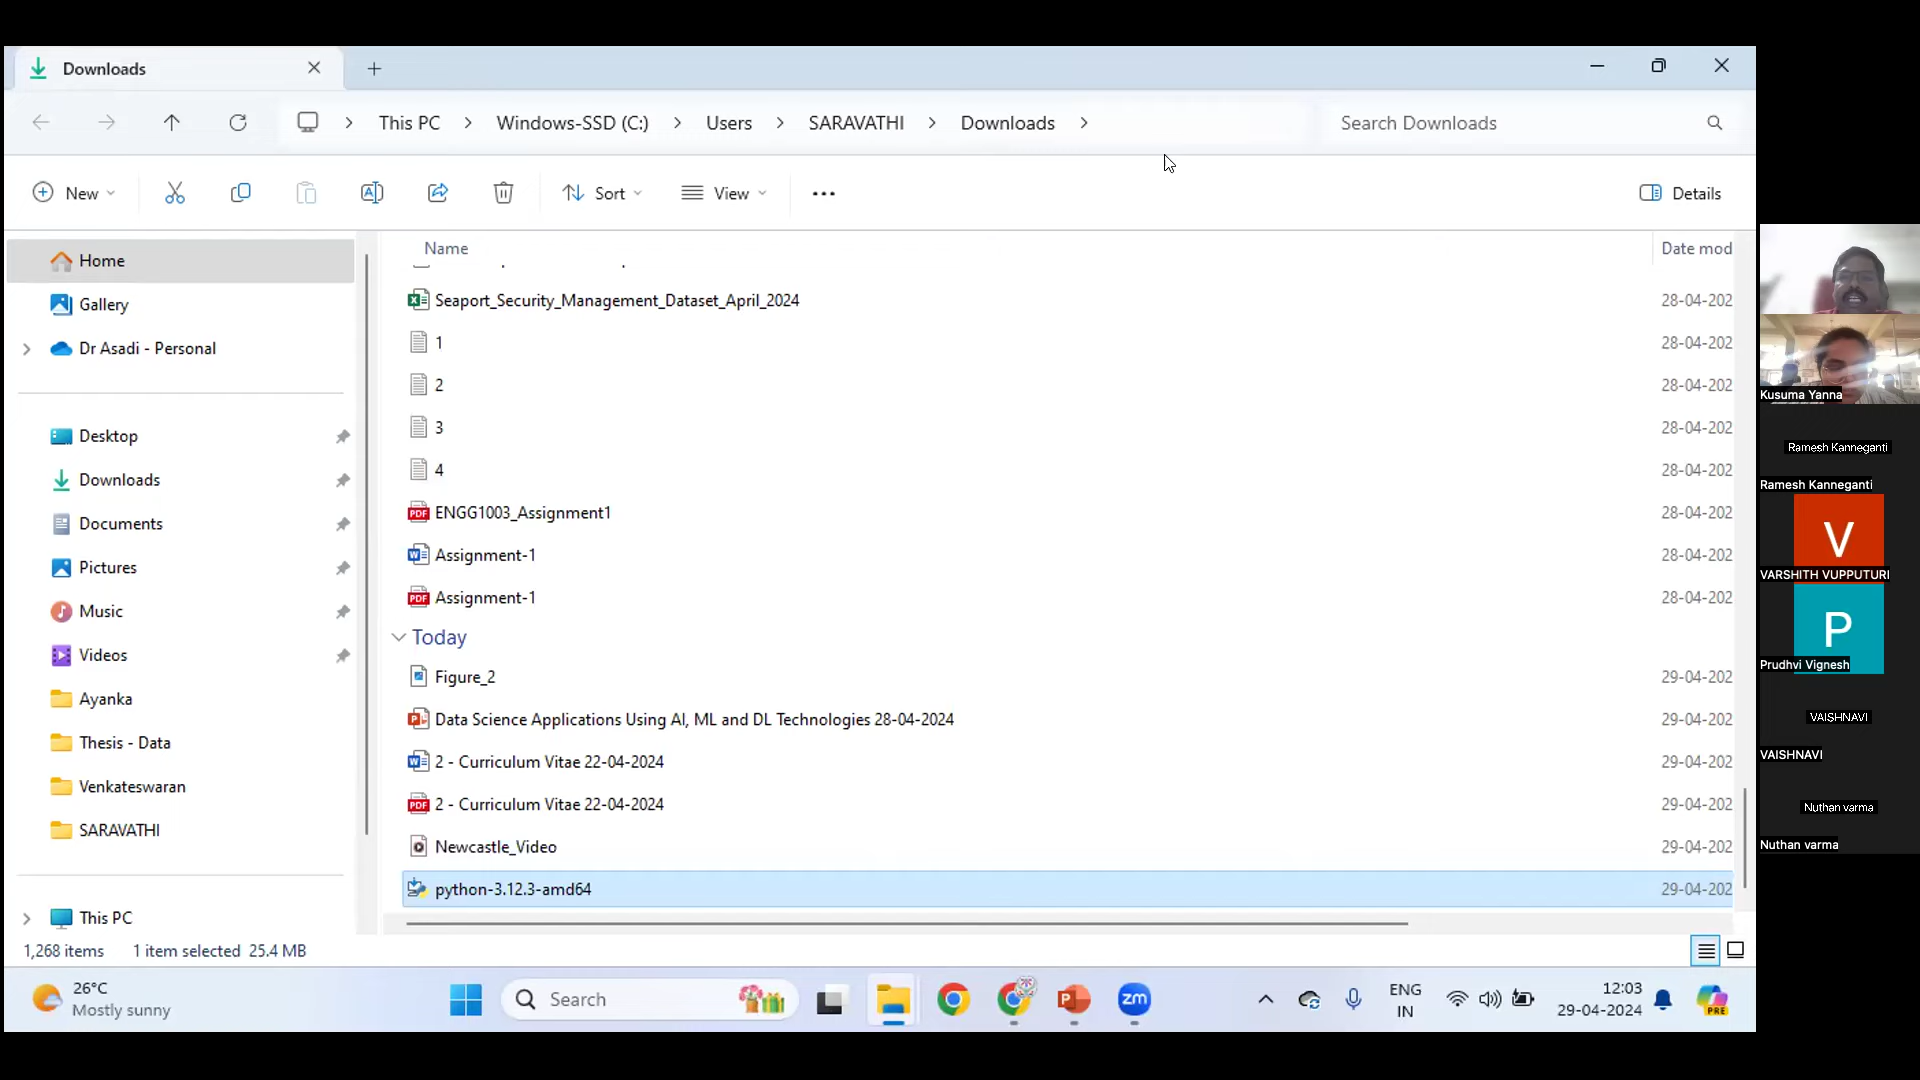 Downloads
This PC > Windows-SSD (C:) > Users > SARAVATHI > Downloads >
Search Downloads
New
Sort
View
Details
Name
Date mod
Home
Gallery
Dr Asadi - Personal
Desktop
Downloads
Documents
Pictures
Music
Videos
Ayanka
Thesis - Data
Venkateswaran
SARAVATHI
This PC
Seaport_Security_Management_Dataset_April_2024 28-04-202
1 28-04-202
2 28-04-202
3 28-04-202
4 28-04-202
ENGG1003_Assignment1 28-04-202
Assignment-1 28-04-202
Assignment-1 28-04-202
Today
Figure_2 29-04-202
Data Science Applications Using AI, ML and DL Technologies 28-04-2024 29-04-202
2 - Curriculum Vitae 22-04-2024 29-04-202
2 - Curriculum Vitae 22-04-2024 29-04-202
Newcastle_Video 29-04-202
python-3.12.3-amd64 29-04-202
1,268 items 1 item selected 25.4 MB
26°C
Mostly sunny
Search
zm
ENG
IN
12:03
29-04-2024
PRE
Kusuma Yanna
Ramesh Kanneganti
Ramesh Kanneganti
V
VARSHITH VUPPUTURI
P
Prudhvi Vignesh
VAISHNAVI
VAISHNAVI
Nuthan varma
Nuthan varma